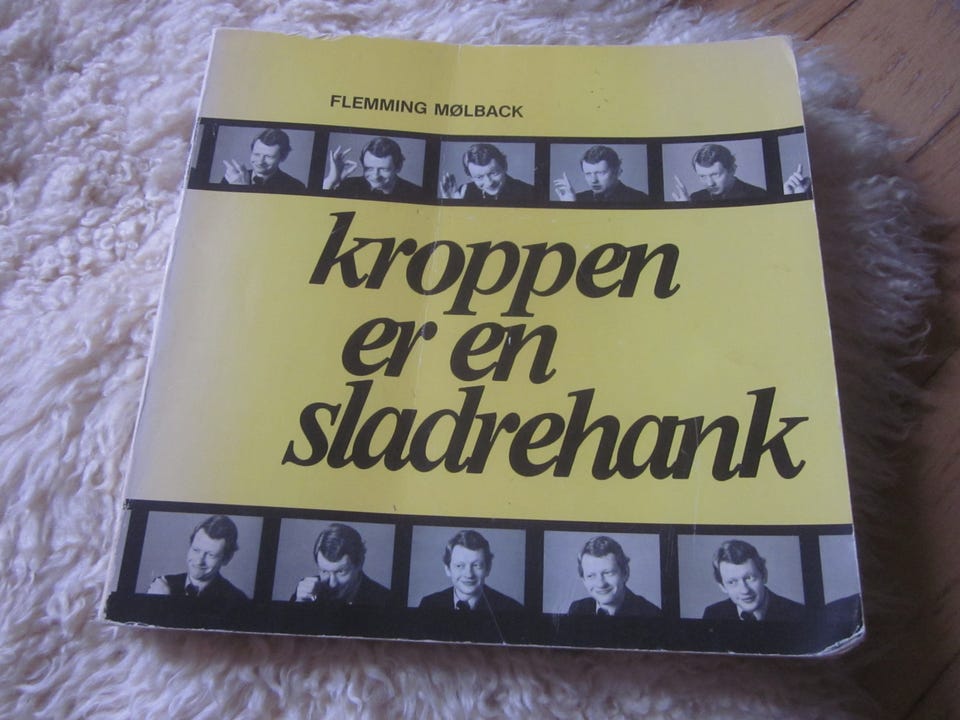 FLEMMING MØLBACK
kroppen
er en
sladrehank